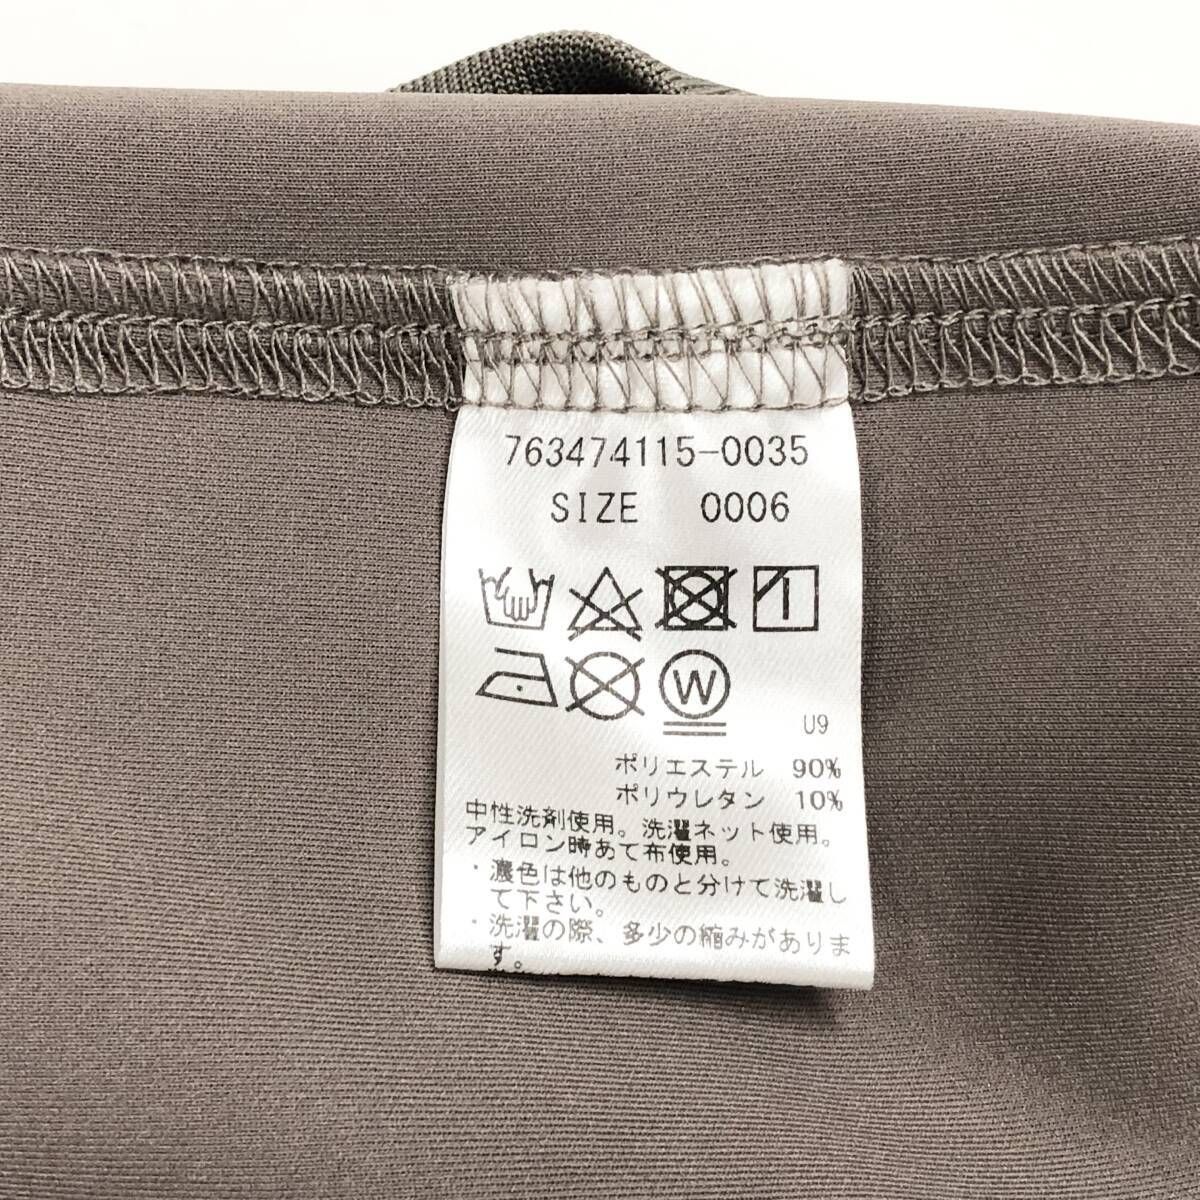 763474115-0035
SIZE 0006
W
U9
ポリエステル 90%
ポリウレタン 10%
中性洗剤使用。洗濯ネット使用。
アイロン時あて布使用。
・濃色は他のものと分けて洗濯し
て下さい。
・洗濯の際、多少の縮みがありま
す。